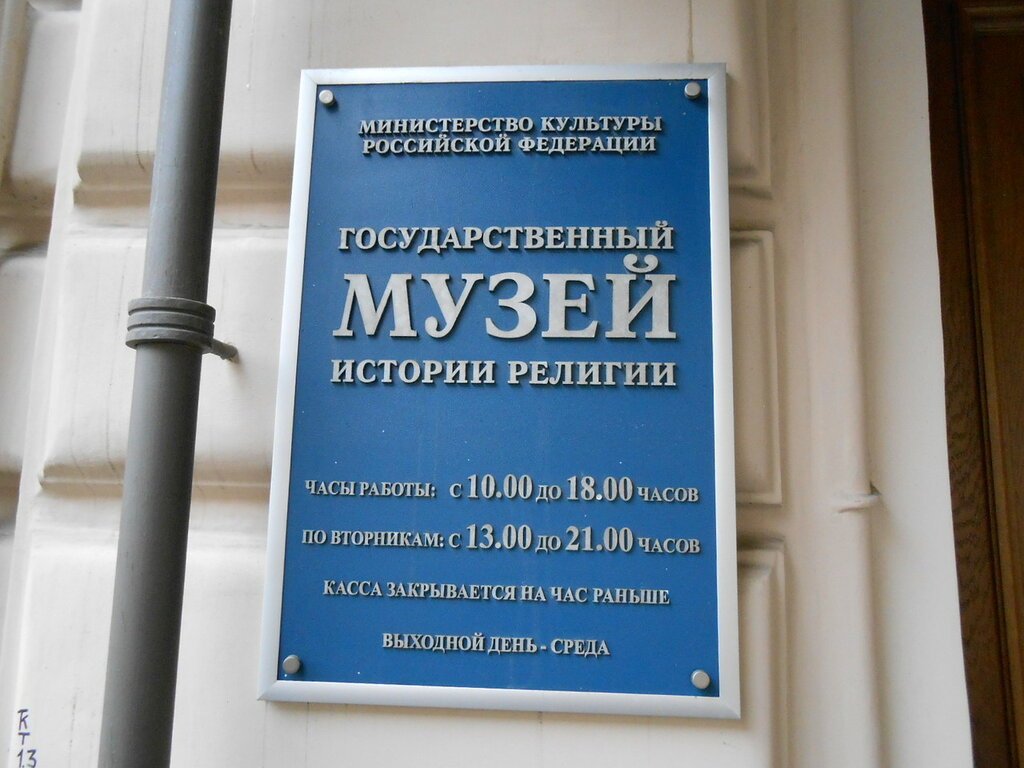 МИНИСТЕРСТВО КУЛЬТУРЫ
РОССИЙСКОЙ ФЕДЕРАЦИИ
ГОСУДАРСТВЕННЫЙ
МУЗЕЙ
ИСТОРИИ РЕЛИГИИ
ЧАСЫ РАБОТЫ: С 10.00 ДО 18.00 ЧАСОВ
ПО ВТОРНИКАМ: С 13.00 ДО 21.00 ЧАСОВ
КАССА ЗАКРЫВАЕТСЯ НА ЧАС РАНЬШЕ
ВЫХОДНОЙ ДЕНЬ - СРЕДА
К
Т
13